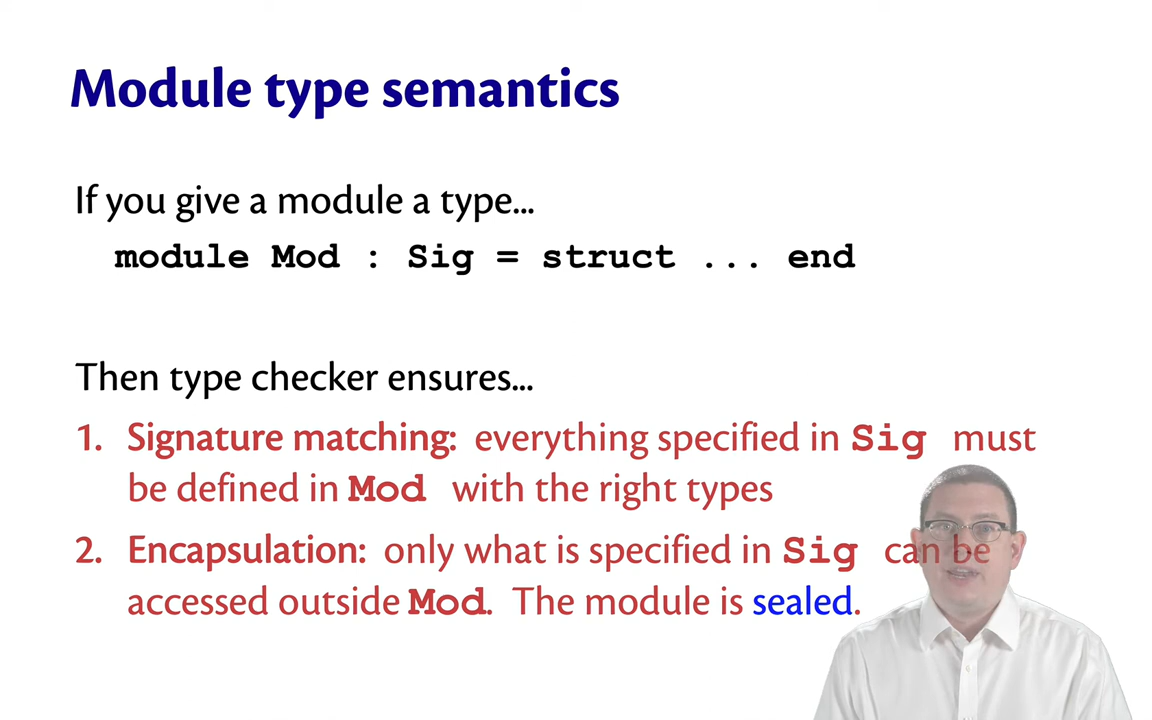 Module type semantics
If you give a module a type...
module Mod : Sig = struct ... end
Then type checker ensures...
1. Signature matching: everything specified in Sig must
be defined in Mod with the right types
2. Encapsulation: only what is specified in Sig can be
accessed outside Mod. The module is sealed.